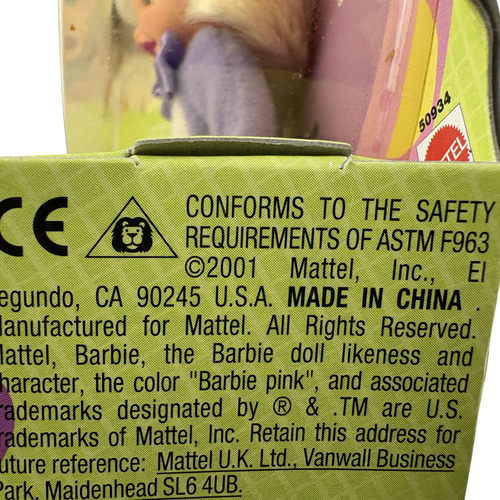 50934
MATTEL
CE
CONFORMS TO THE SAFETY
REQUIREMENTS OF ASTM F963
©2001 Mattel, Inc., El
egundo, CA 90245 U.S.A. MADE IN CHINA .
anufactured for Mattel. All Rights Reserved.
attel, Barbie, the Barbie doll likeness and
haracter, the color "Barbie pink", and associated
rademarks designated by ® & .TM are U.S.
rademarks of Mattel, Inc. Retain this address for
uture reference: Mattel U.K. Ltd., Vanwall Business
Park, Maidenhead SL6 4UB.